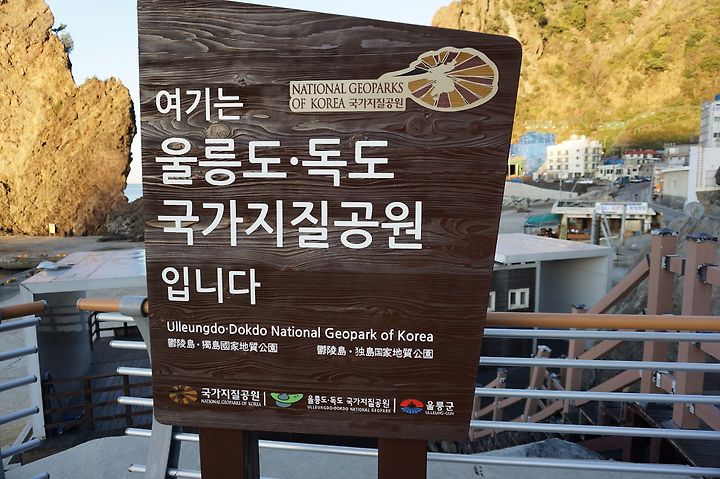 NATIONAL GEOPARKS
OF KOREA 국가지질공원
여기는
울릉도·독도
국가지질공원
입니다
Ulleungdo·Dokdo National Geopark of Korea
鬱陵島·獨島國家地質公園 鬱陵島·独島国家地質公園
국가지질공원 울릉도·독도 국가지질공원 울릉군
NATIONAL GEOPARKS OF KOREA ULLEUNGDO·DOKDO NATIONAL GEOPARK ULLEUNG-GUN